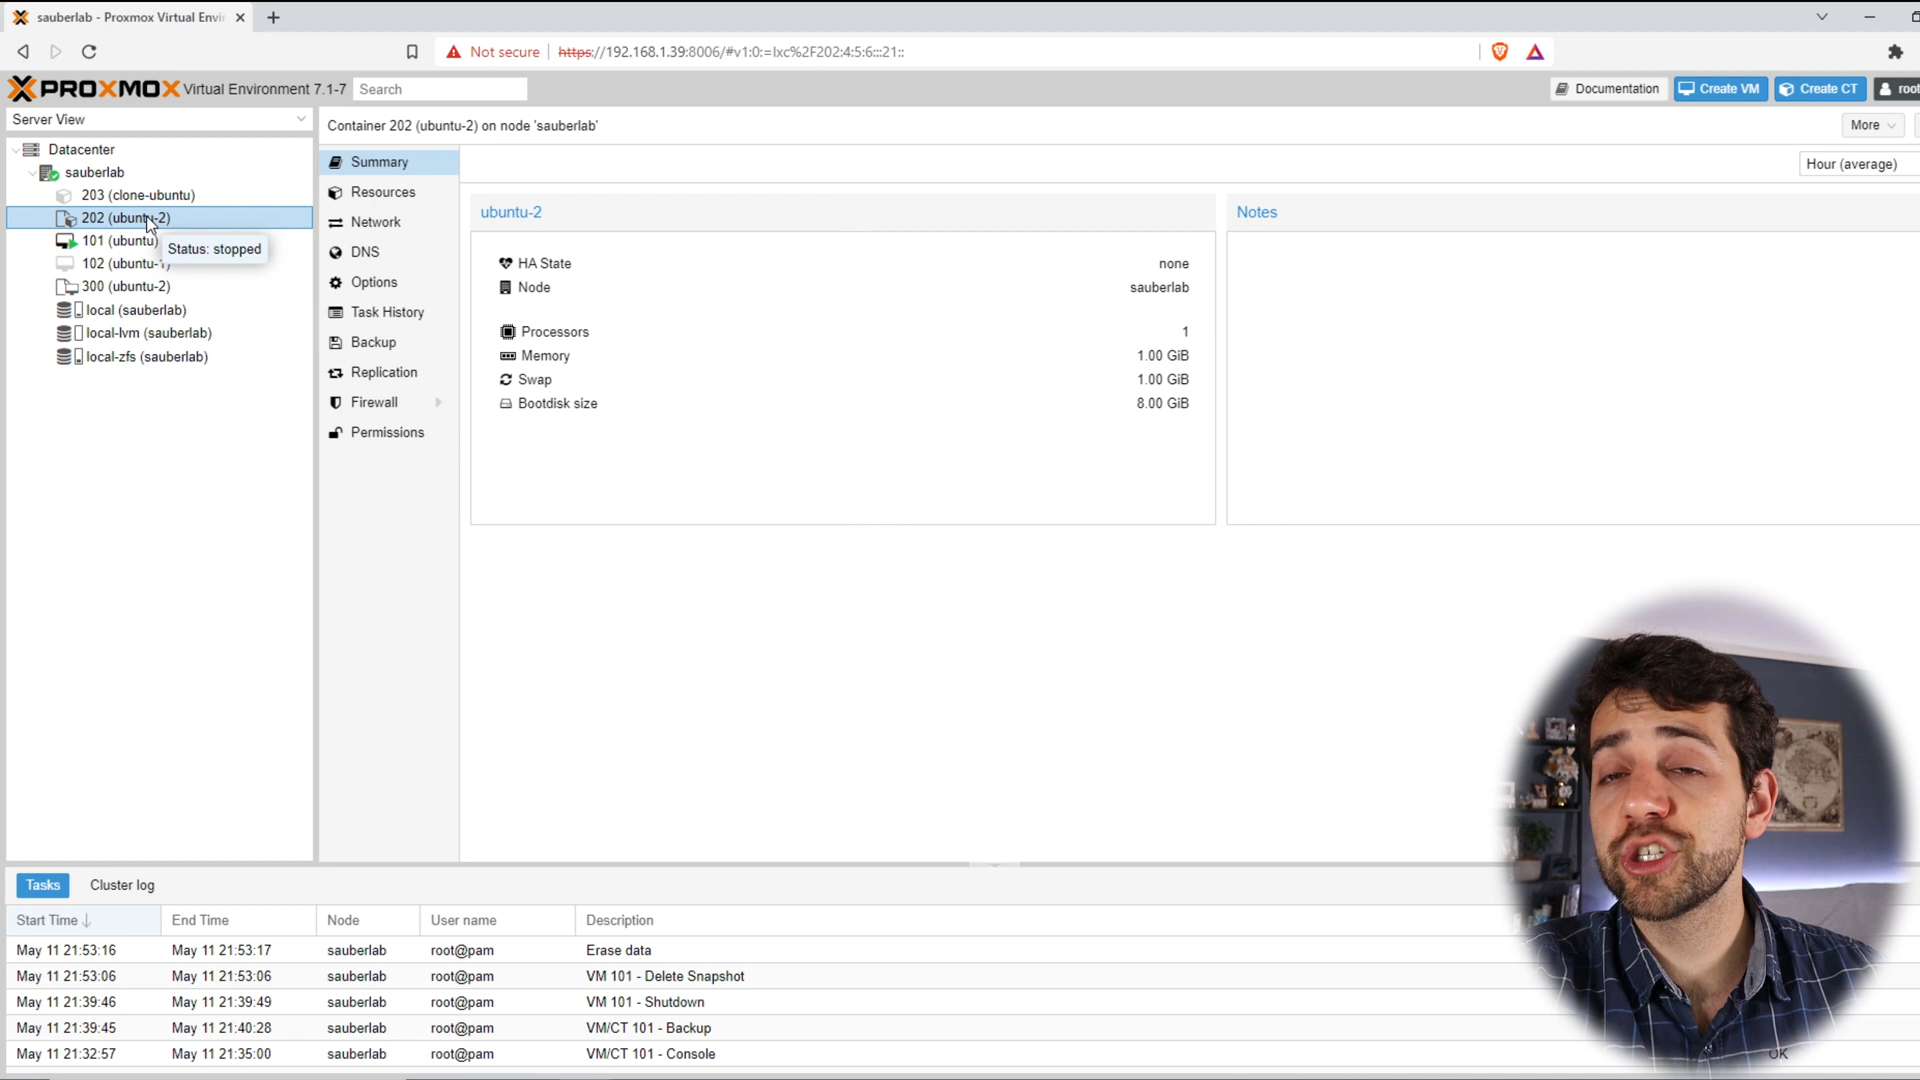 sauberlab - Proxmox Virtual Envir
Not secure https://192.168.1.39:8006/#v1:0:=lxc%2F202:4:5:6:::21::
PROXMOX Virtual Environment 7.1-7 Search Documentation Create VM Create CT root
Server View
Container 202 (ubuntu-2) on node 'sauberlab' More
Datacenter
sauberlab
203 (clone-ubuntu)
202 (ubuntu-2)
101 (ubuntu)
Status: stopped
102 (ubuntu-1)
300 (ubuntu-2)
local (sauberlab)
local-lvm (sauberlab)
local-zfs (sauberlab)
Summary
Resources
Network
DNS
Options
Task History
Backup
Replication
Firewall
Permissions
Hour (average)
ubuntu-2
HA State none
Node sauberlab
Processors 1
Memory 1.00 GiB
Swap 1.00 GiB
Bootdisk size 8.00 GiB
Notes
Tasks Cluster log
Start Time End Time Node User name Description
May 11 21:53:16 May 11 21:53:17 sauberlab root@pam Erase data
May 11 21:53:06 May 11 21:53:06 sauberlab root@pam VM 101 - Delete Snapshot
May 11 21:39:46 May 11 21:39:49 sauberlab root@pam VM 101 - Shutdown
May 11 21:39:45 May 11 21:40:28 sauberlab root@pam VM/CT 101 - Backup
May 11 21:32:57 May 11 21:35:00 sauberlab root@pam VM/CT 101 - Console
OK